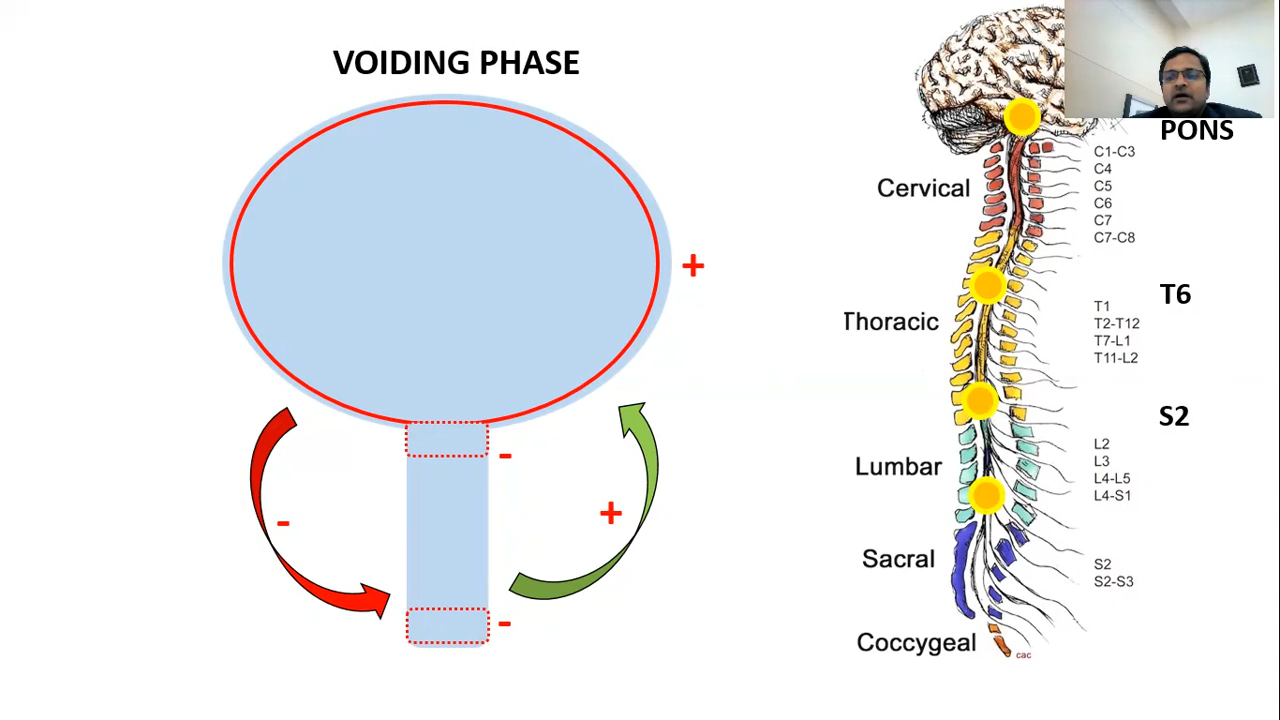 VOIDING PHASE
+
-
-
+
-
PONS
C1-C3
C4
C5
C6
C7
C7-C8
Cervical
T6
Thoracic
T1
T2-T12
T7-L1
T11-L2
S2
Lumbar
L2
L3
L4-L5
L4-S1
Sacral
S2
S2-S3
Coccygeal
cac